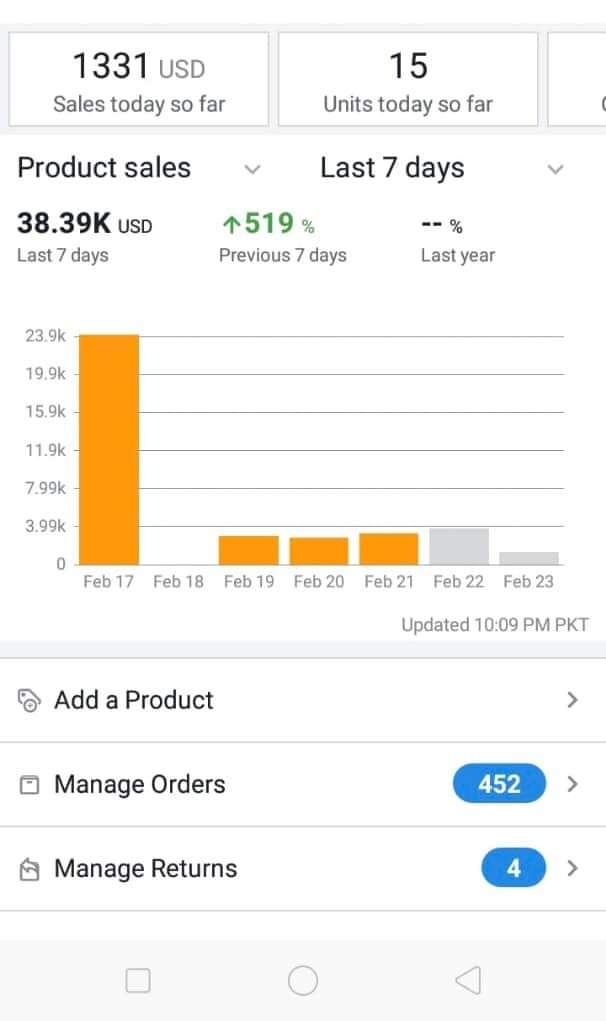 1331 USD
Sales today so far
15
Units today so far
Product sales
Last 7 days
38.39K USD
Last 7 days
↑519 %
Previous 7 days
-- %
Last year
23.9k
19.9k
15.9k
11.9k
7.99k
3.99k
0
Feb 17 Feb 18 Feb 19 Feb 20 Feb 21 Feb 22 Feb 23
Updated 10:09 PM PKT
Add a Product
Manage Orders 452
Manage Returns 4